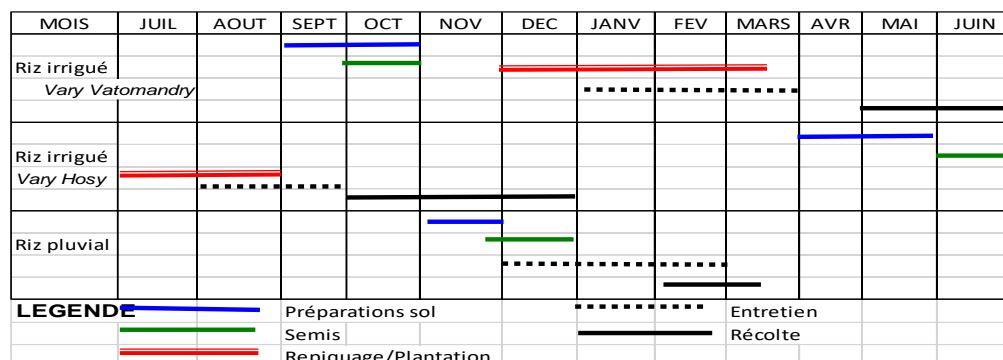 MOIS JUIL AOUT SEPT OCT NOV DEC JANV FEV MARS AVR MAI JUIN
Riz irrigué
Vary Vatomandry
Riz irrigué
Vary Hosy
Riz pluvial
LEGENDE Préparations sol Entretien
Semis Récolte
Repiquage/Plantation